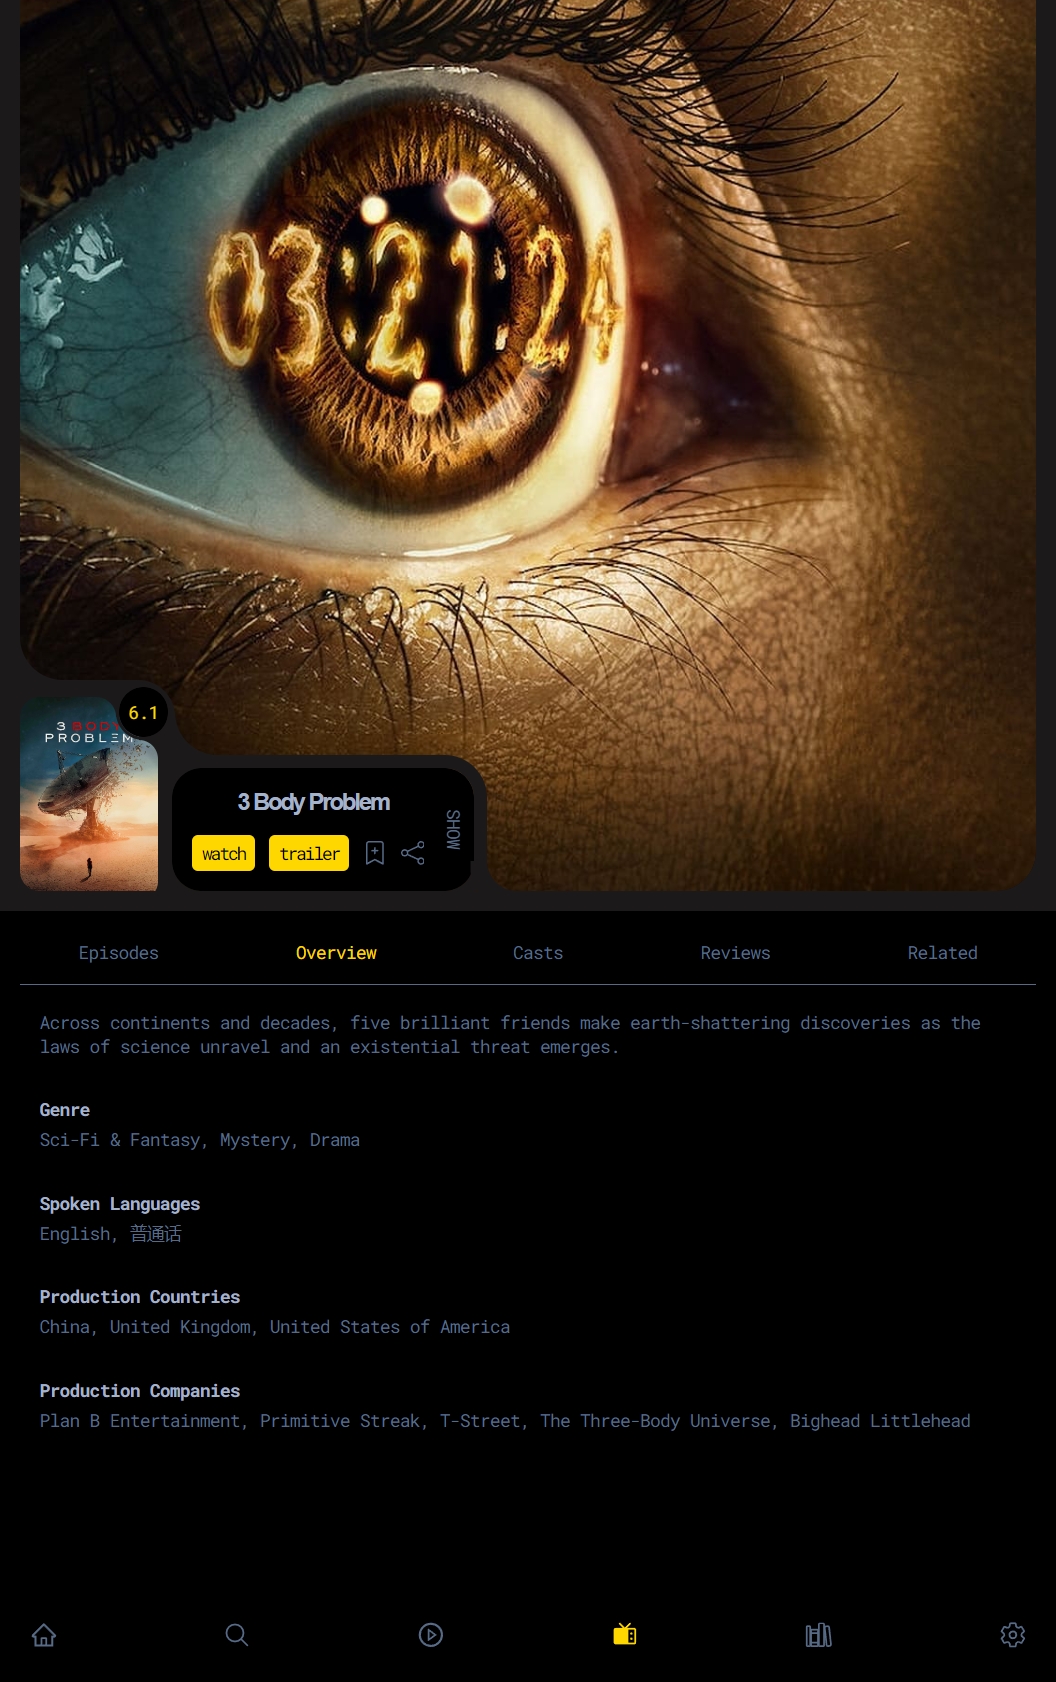 03:21:24
6.1
3 BODY
PROBLEM
3 Body Problem
SHOW
watch trailer
Episodes Overview Casts Reviews Related
Across continents and decades, five brilliant friends make earth-shattering discoveries as the
laws of science unravel and an existential threat emerges.
Genre
Sci-Fi & Fantasy, Mystery, Drama
Spoken Languages
English, 普通话
Production Countries
China, United Kingdom, United States of America
Production Companies
Plan B Entertainment, Primitive Streak, T-Street, The Three-Body Universe, Bighead Littlehead